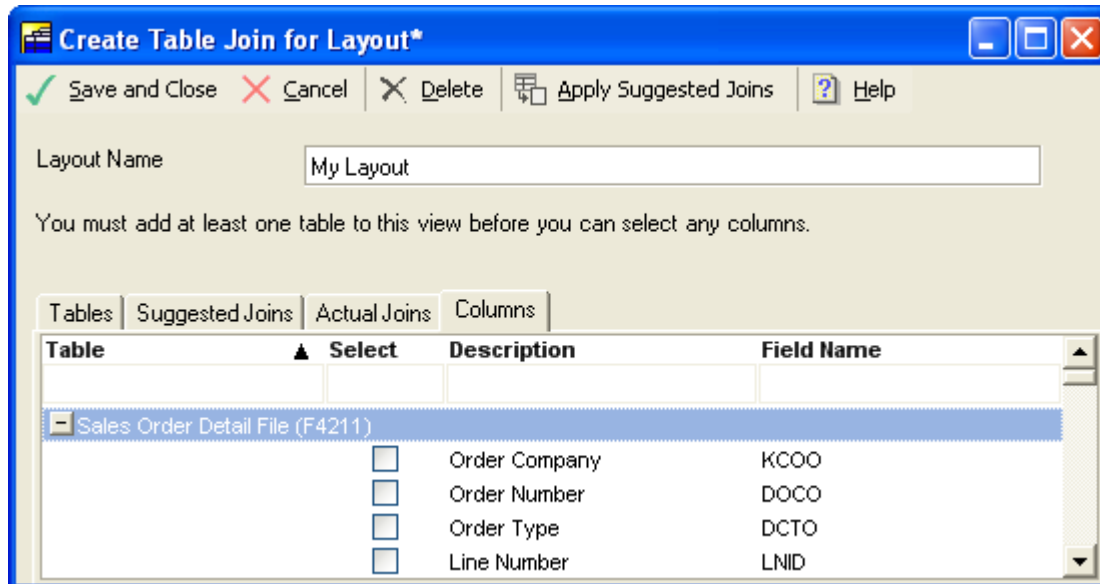 Create Table Join for Layout*
Save and Close Cancel Delete Apply Suggested Joins ? Help
Layout Name My Layout
You must add at least one table to this view before you can select any columns.
Tables Suggested Joins Actual Joins Columns
Table Select Description Field Name
Sales Order Detail File (F4211)
Order Company KCOO
Order Number DOCO
Order Type DCTO
Line Number LNID